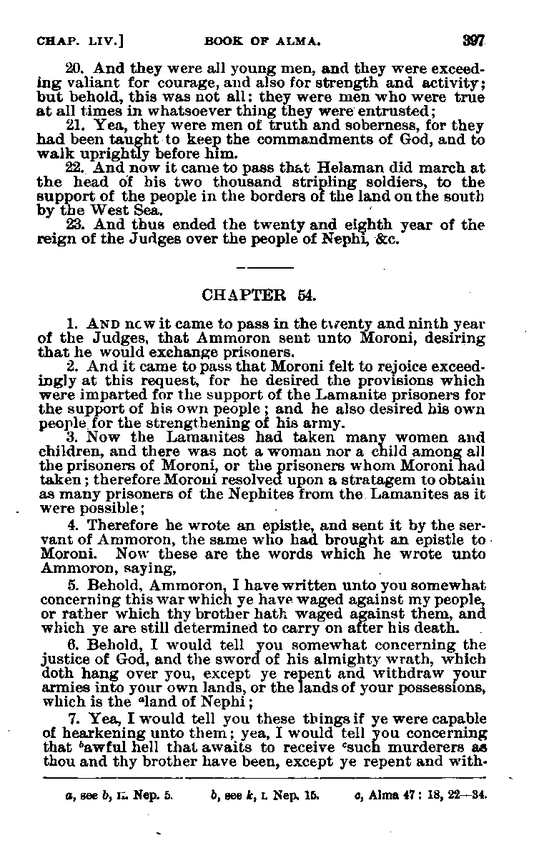 CHAP. LIV.] BOOK OF ALMA. 397
20. And they were all young men, and they were exceed-
ing valiant for courage, and also for strength and activity;
but behold, this was not all: they were men who were true
at all times in whatsoever thing they were entrusted;
21. Yea, they were men of truth and soberness, for they
had been taught to keep the commandments of God, and to
walk uprightly before him.
22. And now it came to pass that Helaman did march at
the head of his two thousand stripling soldiers, to the
support of the people in the borders of the land on the south
by the West Sea.
23. And thus ended the twenty and eighth year of the
reign of the Judges over the people of Nephi, &c.
CHAPTER 54.
1. AND now it came to pass in the twenty and ninth year
of the Judges, that Ammoron sent unto Moroni, desiring
that he would exchange prisoners.
2. And it came to pass that Moroni felt to rejoice exceed-
ingly at this request, for he desired the provisions which
were imparted for the support of the Lamanite prisoners for
the support of his own people; and he also desired his own
people for the strengthening of his army.
3. Now the Lamanites had taken many women and
children, and there was not a woman nor a child among all
the prisoners of Moroni, or the prisoners whom Moroni had
taken; therefore Moroni resolved upon a stratagem to obtain
as many prisoners of the Nephites from the Lamanites as it
were possible;
4. Therefore he wrote an epistle, and sent it by the ser-
vant of Ammoron, the same who had brought an epistle to
Moroni. Now these are the words which he wrote unto
Ammoron, saying,
5. Behold, Ammoron, I have written unto you somewhat
concerning this war which ye have waged against my people,
or rather which thy brother hath waged against them, and
which ye are still determined to carry on after his death.
6. Behold, I would tell you somewhat concerning the
justice of God, and the sword of his almighty wrath, which
doth hang over you, except ye repent and withdraw your
armies into your own lands, or the lands of your possessions,
which is the ᵃland of Nephi;
7. Yea, I would tell you these things if ye were capable
of hearkening unto them; yea, I would tell you concerning
that ᵇawful hell that awaits to receive ᶜsuch murderers as
thou and thy brother have been, except ye repent and with-
a, see b, II. Nep. 5. b, see k, I. Nep. 15. c, Alma 47: 18, 22—34.